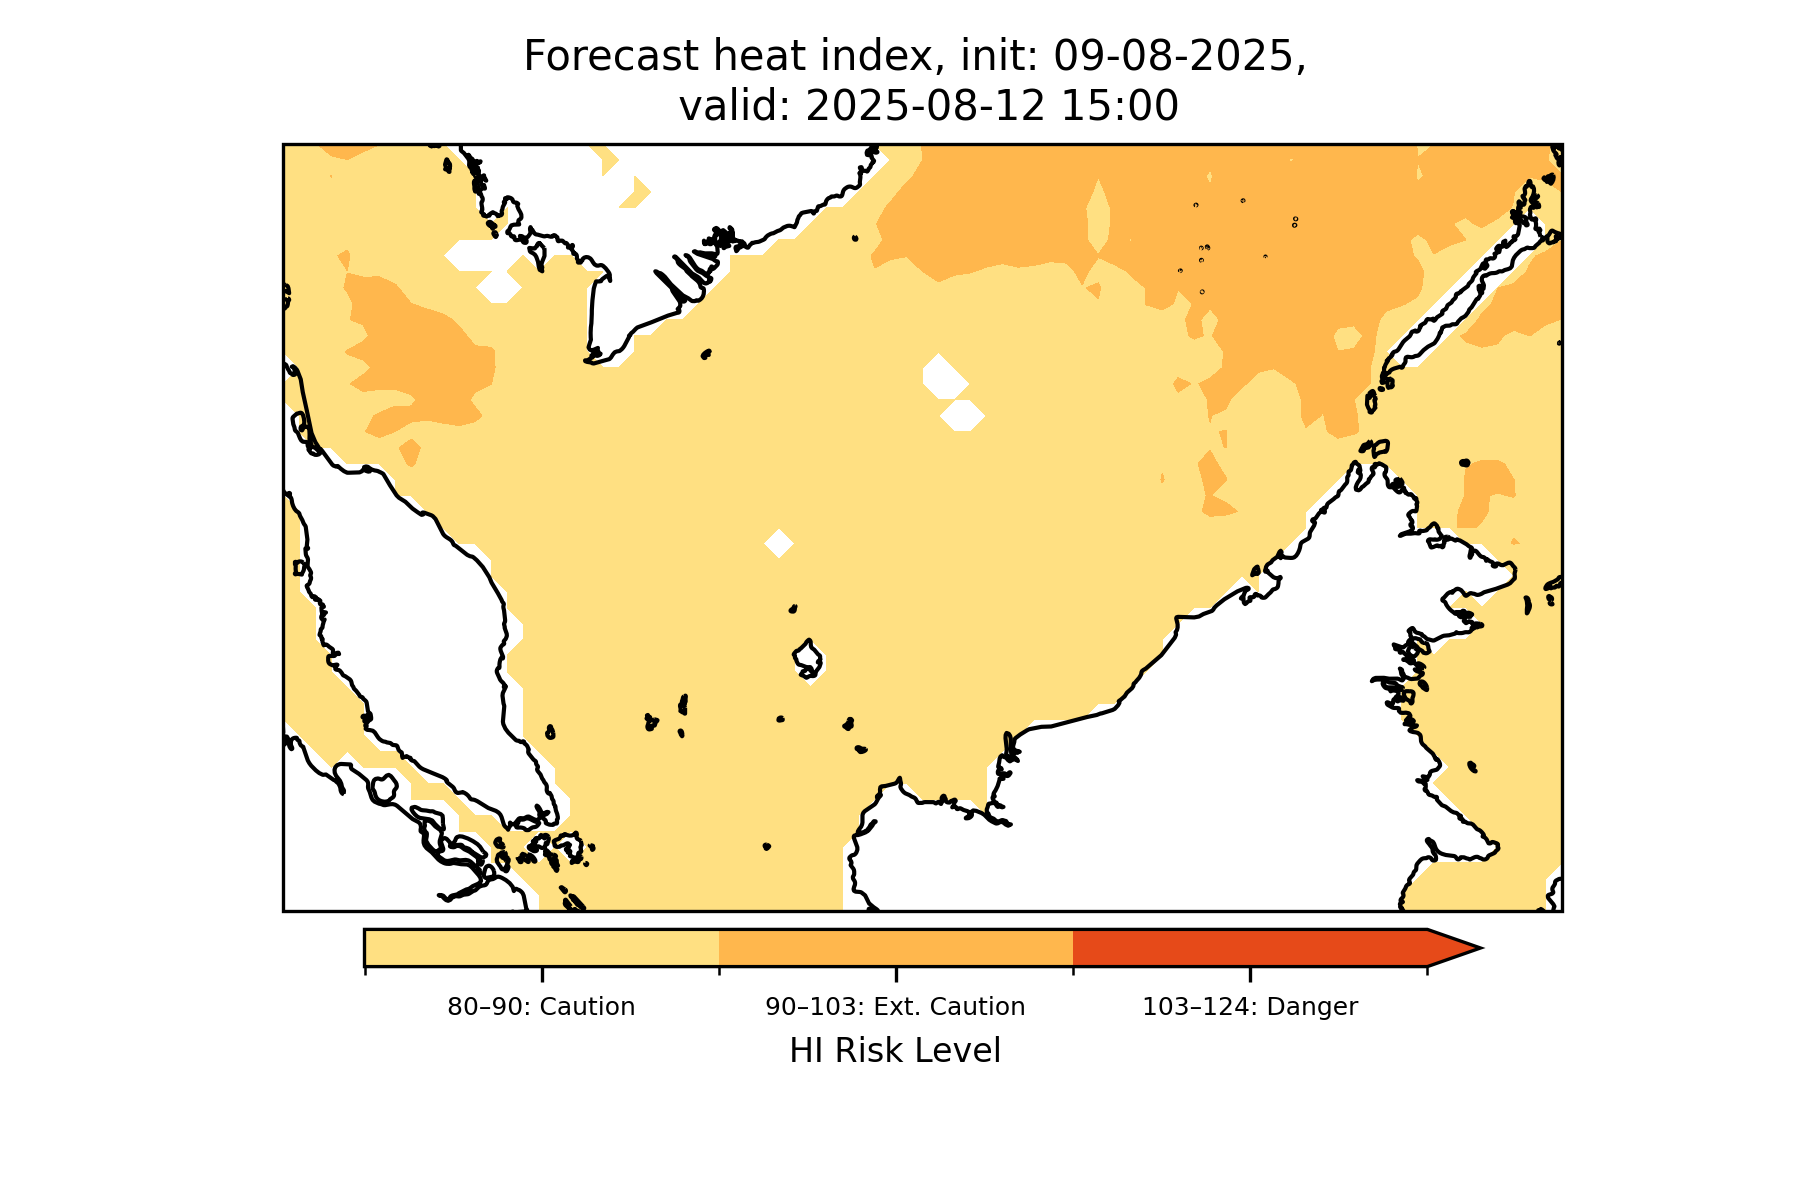 Forecast heat index, init: 09-08-2025,
valid: 2025-08-12 15:00
80–90: Caution
90–103: Ext. Caution
103–124: Danger
HI Risk Level